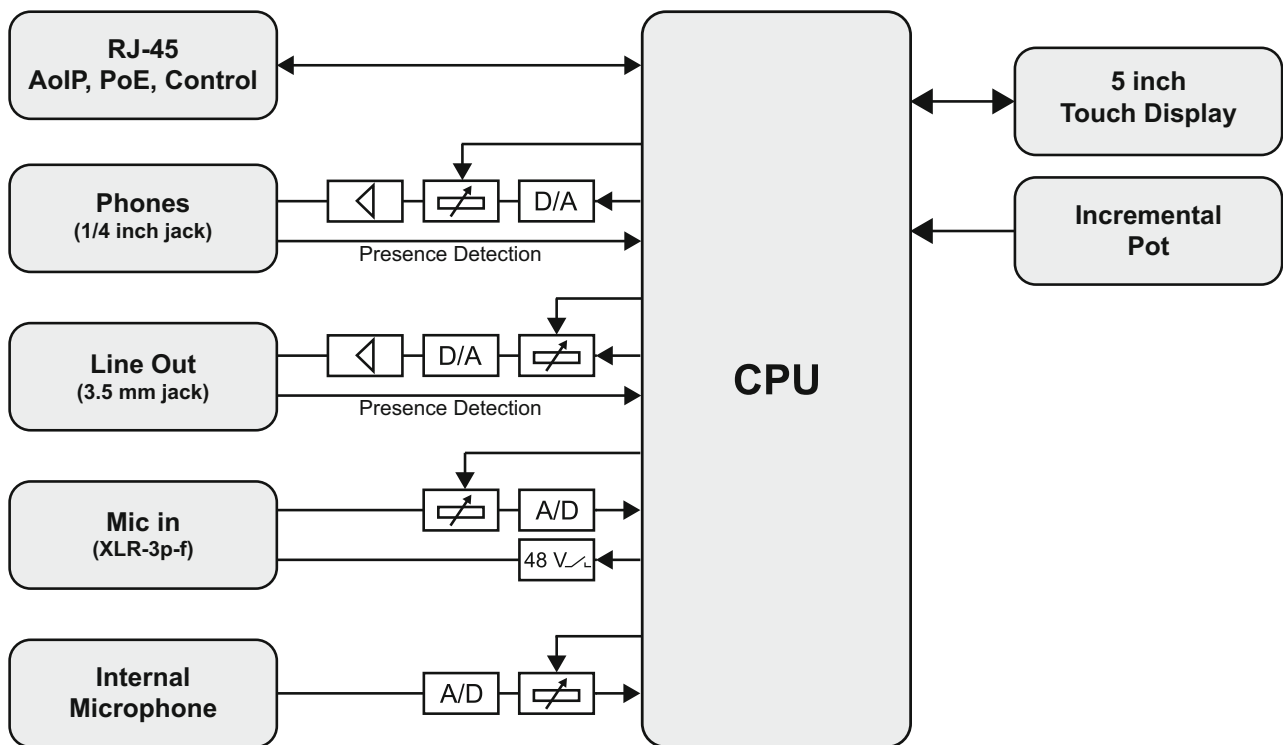 RJ-45
AoIP, PoE, Control
Phones
(1/4 inch jack)
D/A
Presence Detection
Line Out
(3.5 mm jack)
D/A
Presence Detection
Mic in
(XLR-3p-f)
A/D
48 V
Internal
Microphone
A/D
CPU
5 inch
Touch Display
Incremental
Pot